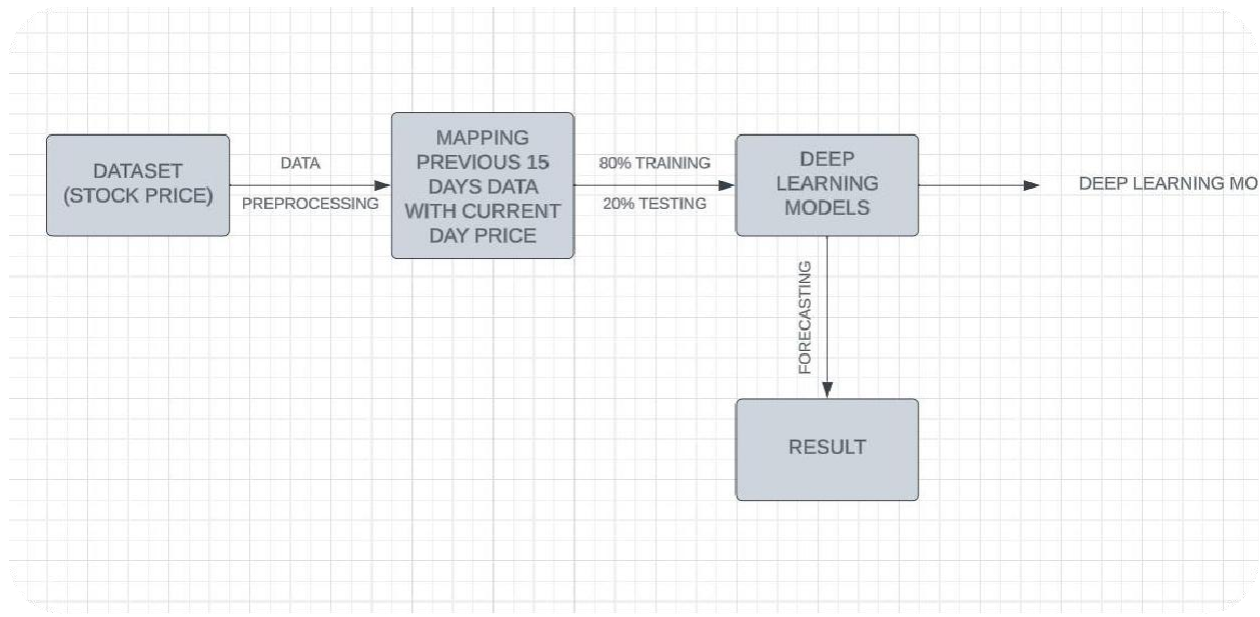 DATASET
(STOCK PRICE)
DATA
PREPROCESSING
MAPPING
PREVIOUS 15
DAYS DATA
WITH CURRENT
DAY PRICE
80% TRAINING
20% TESTING
DEEP
LEARNING
MODELS
DEEP LEARNING MO
FORECASTING
RESULT